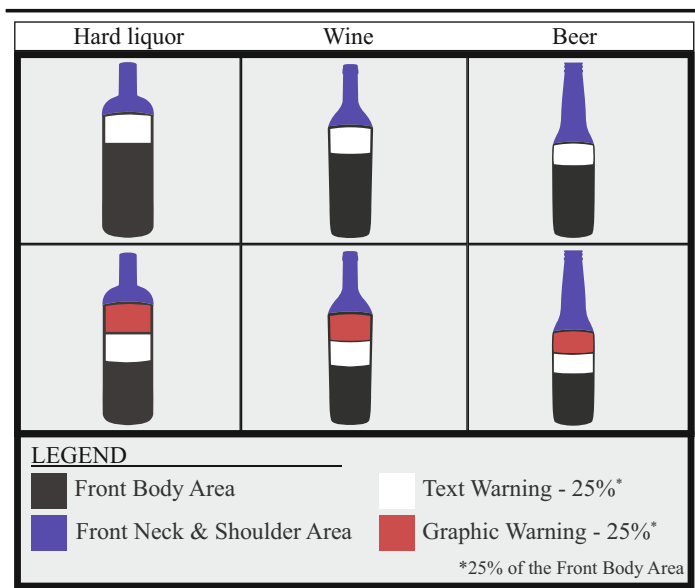 Hard liquor Wine Beer
LEGEND
Front Body Area Text Warning - 25%*
Front Neck & Shoulder Area Graphic Warning - 25%*
*25% of the Front Body Area